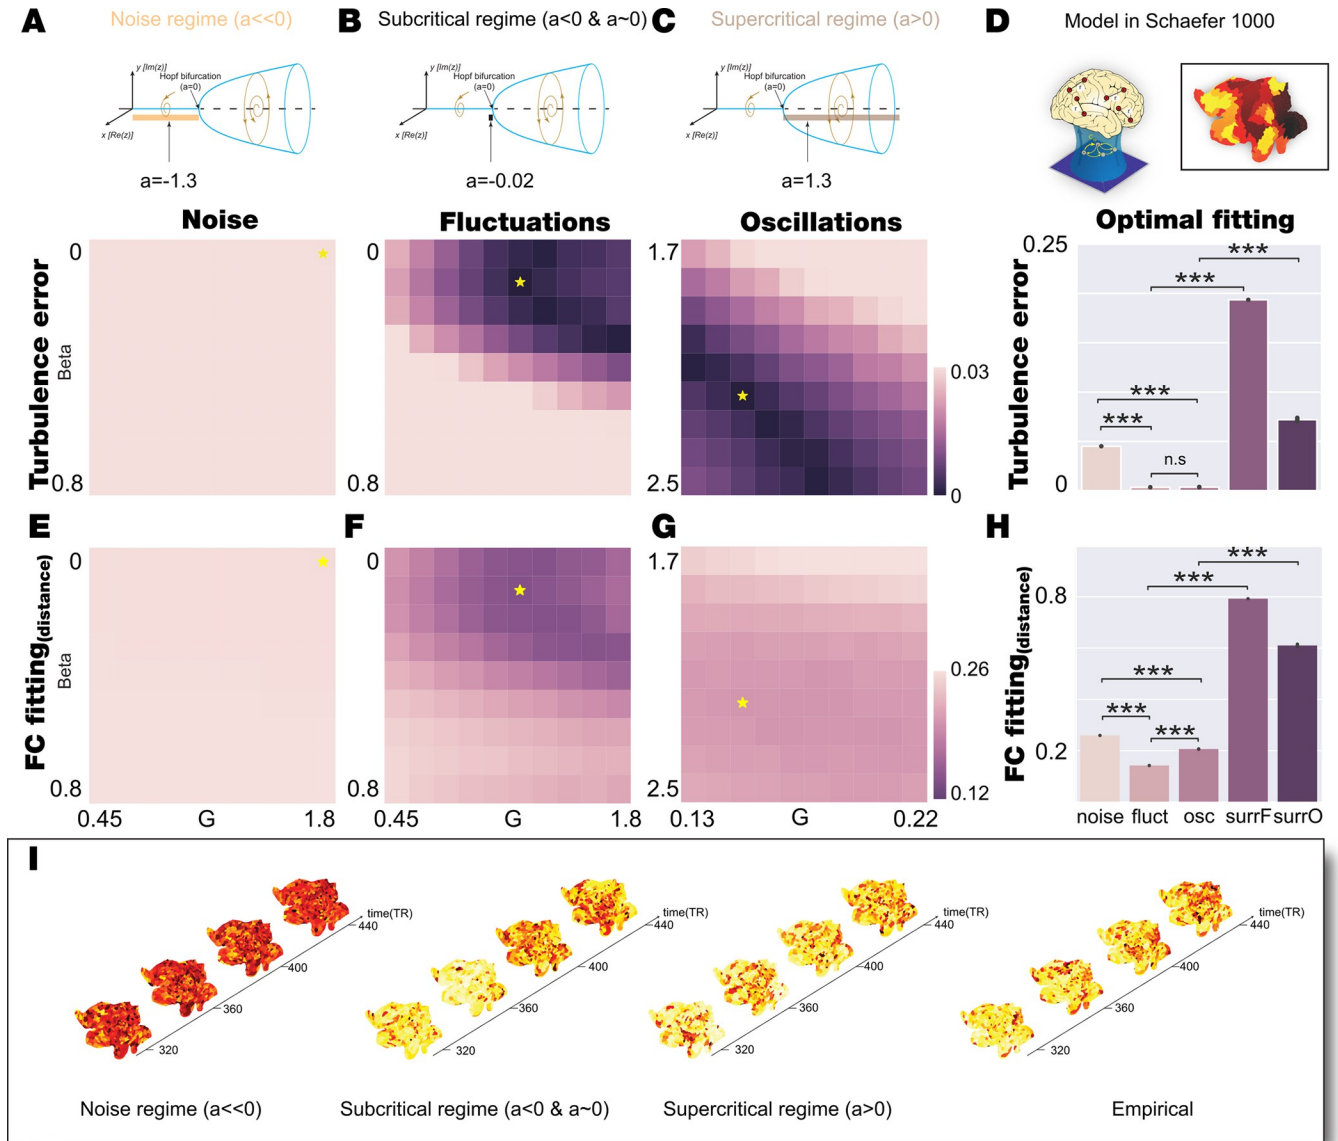 A
Noise regime (a<<0)
y [Im(z)]
Hopf bifurcation
(a=0)
x [Re(z)]
a=-1.3
B
Subcritical regime (a<0 & a~0)
y [Im(z)]
Hopf bifurcation
(a=0)
x [Re(z)]
a=-0.02
C
Supercritical regime (a>0)
y [Im(z)]
Hopf bifurcation
(a=0)
x [Re(z)]
a=1.3
D
Model in Schaefer 1000
Noise
Fluctuations
Oscillations
Optimal fitting
Turbulence error
Beta
0
0.8
0
0.8
1.7
2.5
0.03
0
Turbulence error
0.25
0
***
***
***
***
n.s
E
F
G
H
FC fitting(distance)
Beta
0
0.8
0.45
G
1.8
0
0.8
0.45
G
1.8
1.7
2.5
0.13
G
0.22
0.26
0.12
FC fitting(distance)
0.8
0.2
***
***
***
***
***
noise
fluct
osc
surrF
surrO
I
time(TR)
440
400
360
320
Noise regime (a<<0)
time(TR)
440
400
360
320
Subcritical regime (a<0 & a~0)
time(TR)
440
400
360
320
Supercritical regime (a>0)
time(TR)
440
400
360
320
Empirical